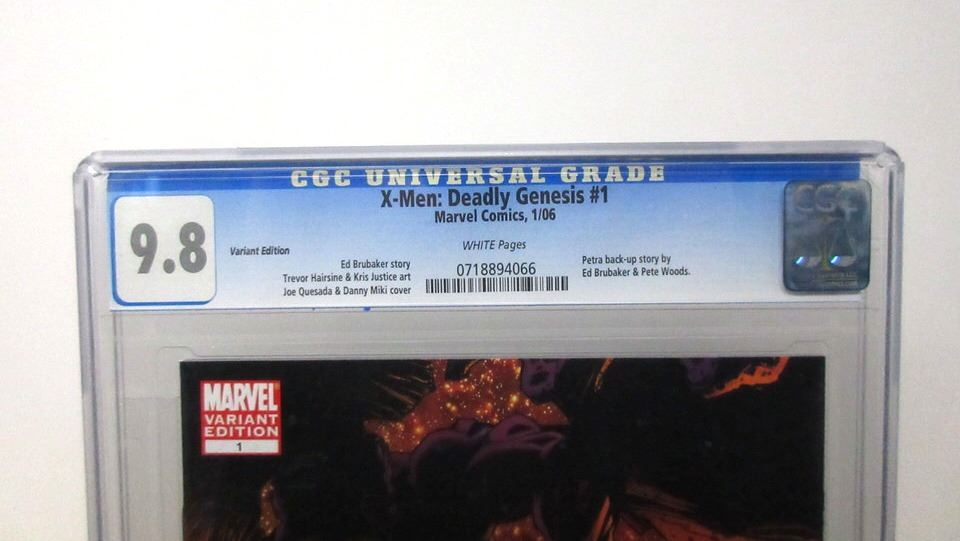 CGC UNIVERSAL GRADE
X-Men: Deadly Genesis #1
Marvel Comics, 1/06
9.8
Variant Edition
WHITE Pages
Ed Brubaker story
Trevor Hairsine & Kris Justice art
Joe Quesada & Danny Miki cover
0718894066
Petra back-up story by
Ed Brubaker & Pete Woods.
CGC
MARVEL
VARIANT
EDITION
1